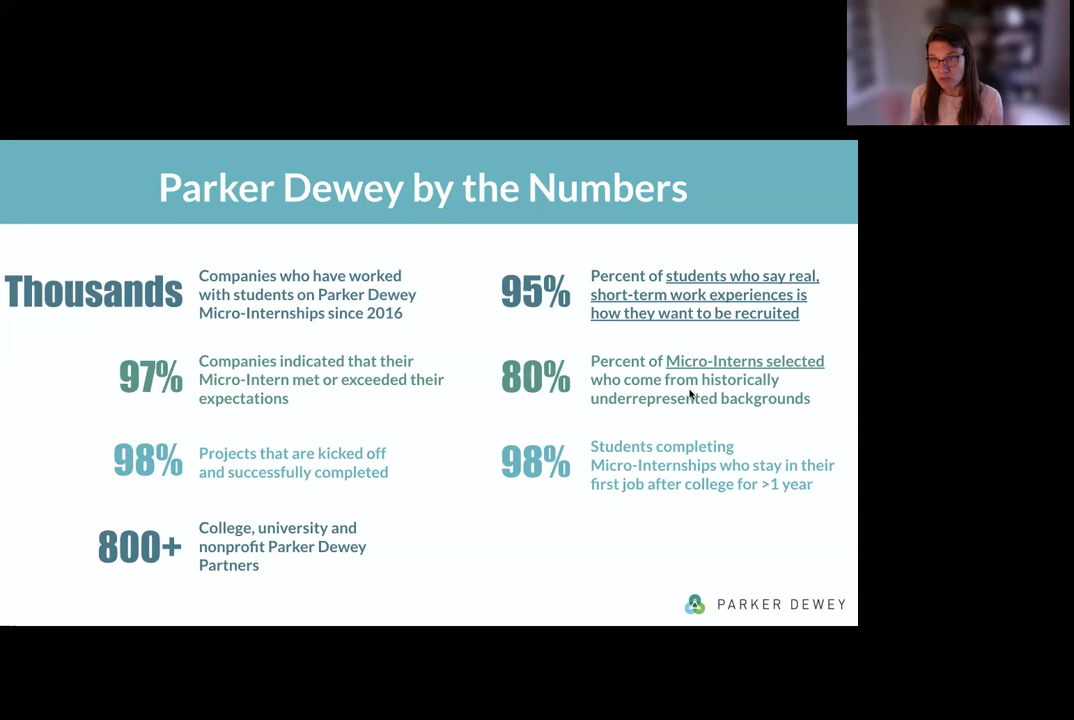 Parker Dewey by the Numbers
Thousands
Companies who have worked
with students on Parker Dewey
Micro-Internships since 2016
97%
Companies indicated that their
Micro-Intern met or exceeded their
expectations
98%
Projects that are kicked off
and successfully completed
800+
College, university and
nonprofit Parker Dewey
Partners
95%
Percent of students who say real,
short-term work experiences is
how they want to be recruited
80%
Percent of Micro-Interns selected
who come from historically
underrepresented backgrounds
98%
Students completing
Micro-Internships who stay in their
first job after college for >1 year
PARKER DEWEY